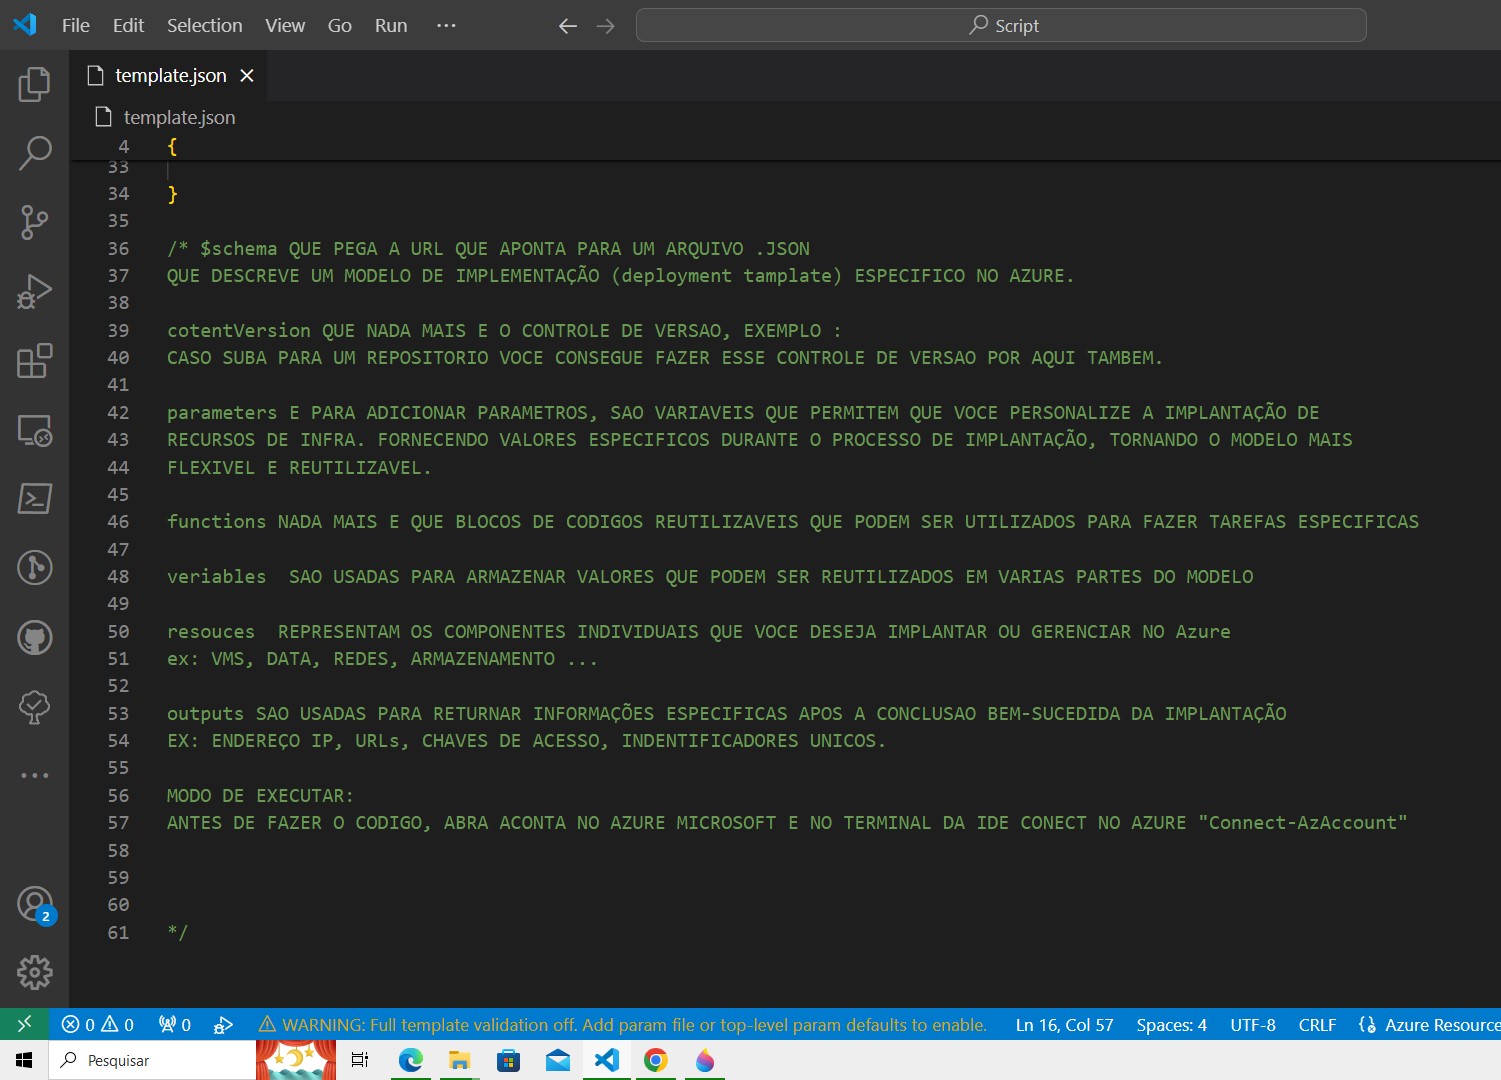 File Edit Selection View Go Run ...
Script
template.json
template.json
4 {
33
34 }
35
36 /* $schema QUE PEGA A URL QUE APONTA PARA UM ARQUIVO .JSON
37 QUE DESCREVE UM MODELO DE IMPLEMENTAÇÃO (deployment tamplate) ESPECIFICO NO AZURE.
38
39 cotentVersion QUE NADA MAIS E O CONTROLE DE VERSAO, EXEMPLO :
40 CASO SUBA PARA UM REPOSITORIO VOCE CONSEGUE FAZER ESSE CONTROLE DE VERSAO POR AQUI TAMBEM.
41
42 parameters E PARA ADICIONAR PARAMETROS, SAO VARIAVEIS QUE PERMITEM QUE VOCE PERSONALIZE A IMPLANTAÇÃO DE
43 RECURSOS DE INFRA. FORNECENDO VALORES ESPECIFICOS DURANTE O PROCESSO DE IMPLANTAÇÃO, TORNANDO O MODELO MAIS
44 FLEXIVEL E REUTILIZAVEL.
45
46 functions NADA MAIS E QUE BLOCOS DE CODIGOS REUTILIZAVEIS QUE PODEM SER UTILIZADOS PARA FAZER TAREFAS ESPECIFICAS
47
48 veriables  SAO USADAS PARA ARMAZENAR VALORES QUE PODEM SER REUTILIZADOS EM VARIAS PARTES DO MODELO
49
50 resouces  REPRESENTAM OS COMPONENTES INDIVIDUAIS QUE VOCE DESEJA IMPLANTAR OU GERENCIAR NO Azure
51 ex: VMS, DATA, REDES, ARMAZENAMENTO ...
52
53 outputs SAO USADAS PARA RETURNAR INFORMAÇÕES ESPECIFICAS APOS A CONCLUSAO BEM-SUCEDIDA DA IMPLANTAÇÃO
54 EX: ENDEREÇO IP, URLs, CHAVES DE ACESSO, INDENTIFICADORES UNICOS.
55
56 MODO DE EXECUTAR:
57 ANTES DE FAZER O CODIGO, ABRA ACONTA NO AZURE MICROSOFT E NO TERMINAL DA IDE CONECT NO AZURE "Connect-AzAccount"
58
59
60
61 */
2
0 0 0 WARNING: Full template validation off. Add param file or top-level param defaults to enable. Ln 16, Col 57 Spaces: 4 UTF-8 CRLF {} Azure Resource
Pesquisar